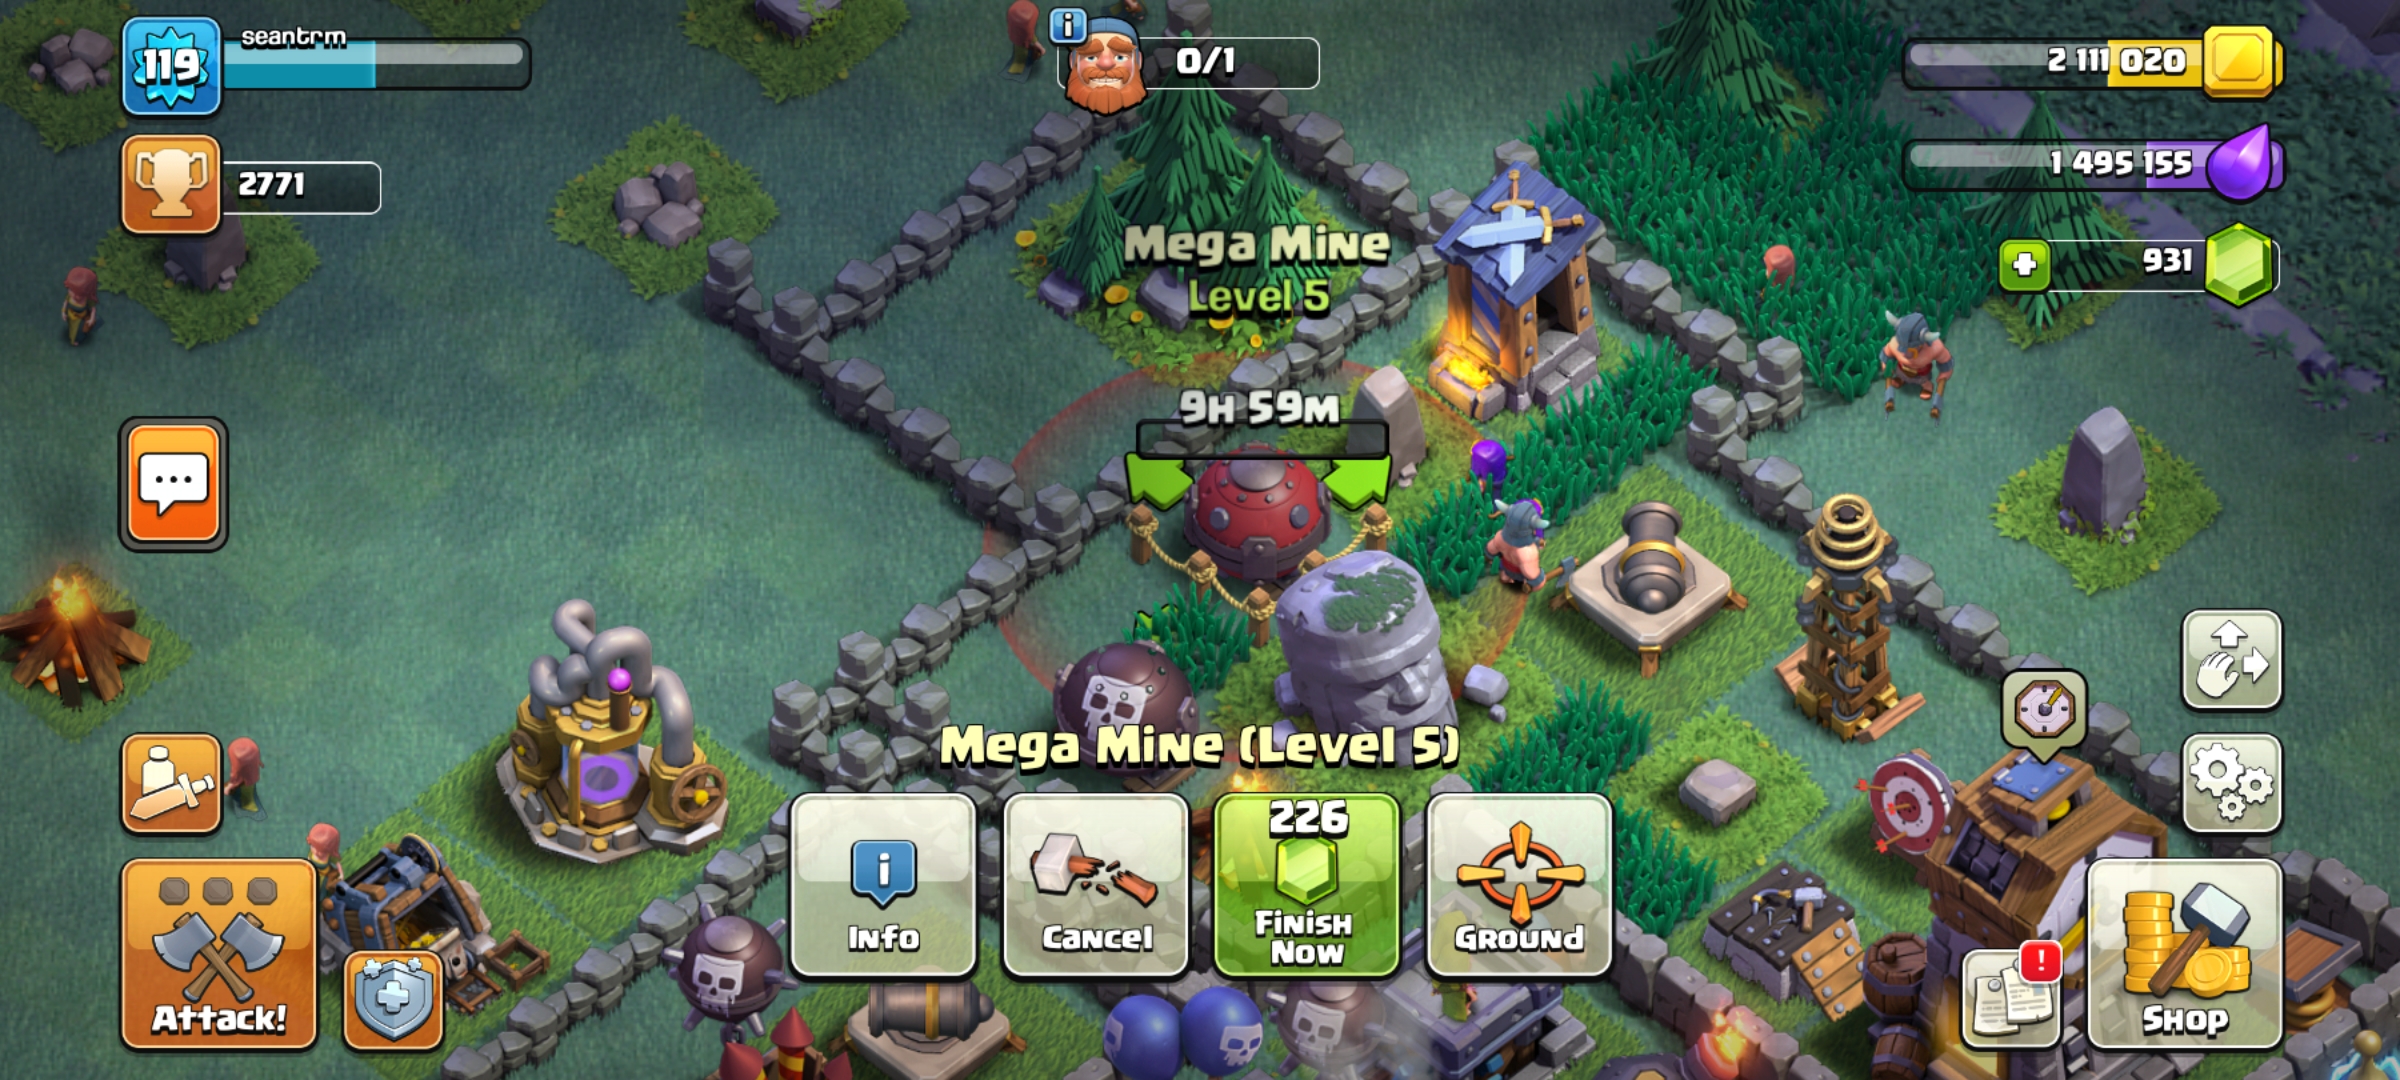 119
seantrm
0/1
2 111 020
2771
1 495 155
931
Mega Mine
Level 5
9H 59M
Mega Mine (Level 5)
226
Info
Cancel
Finish
Now
Ground
Attack!
!
Shop